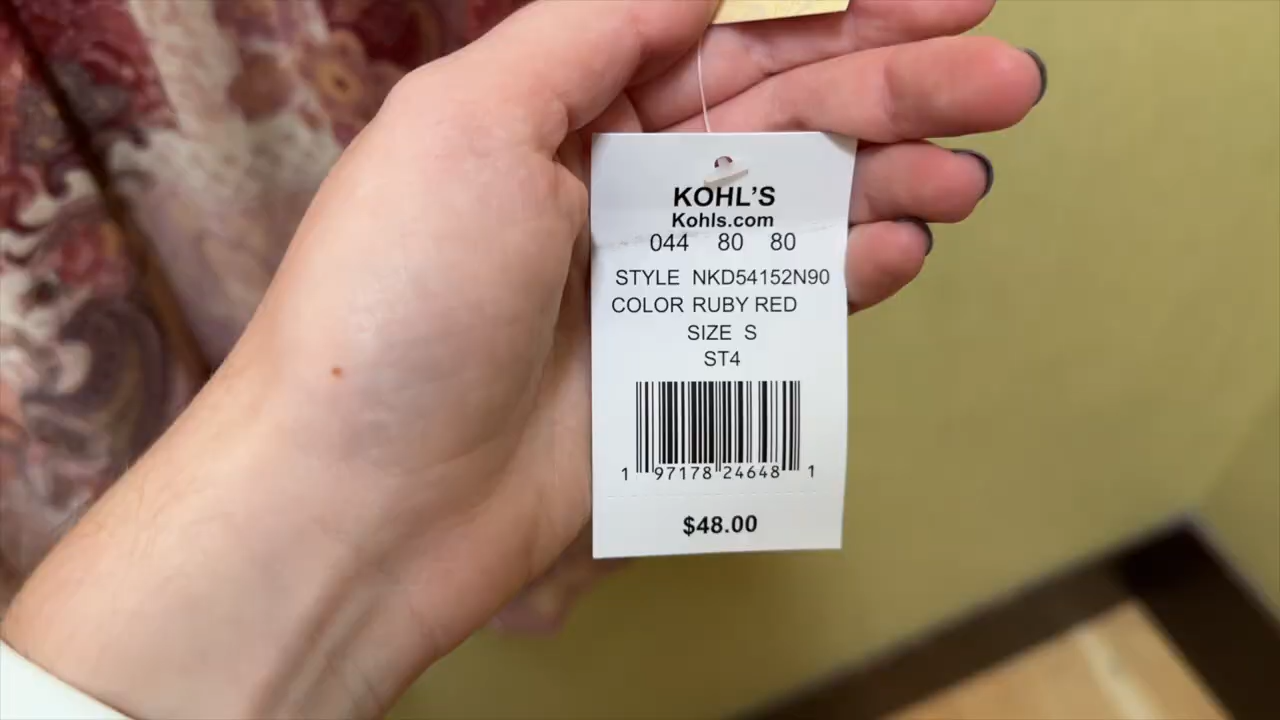 KOHL'S
Kohls.com
044 80 80
STYLE NKD54152N90
COLOR RUBY RED
SIZE S
ST4
1 97178 24648 1
$48.00